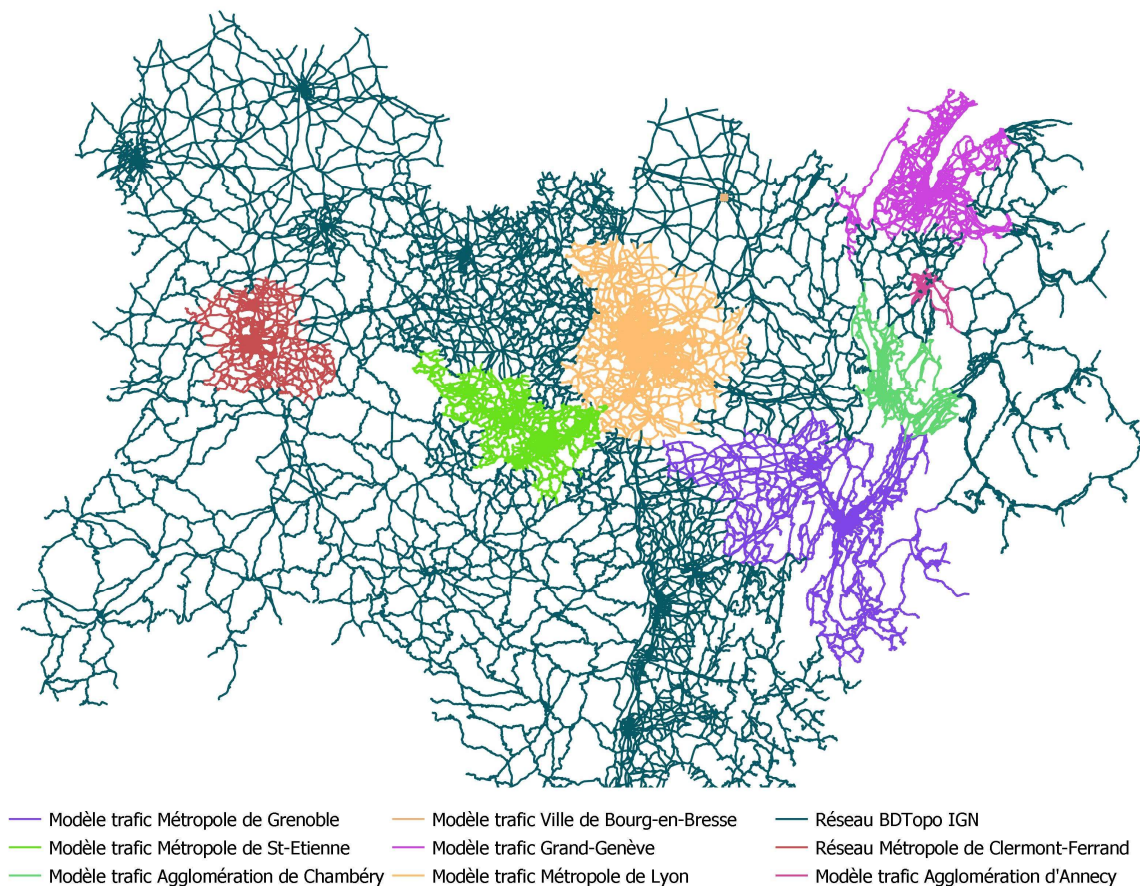 Modèle trafic Métropole de Grenoble
Modèle trafic Métropole de St-Etienne
Modèle trafic Agglomération de Chambéry
Modèle trafic Ville de Bourg-en-Bresse
Modèle trafic Grand-Genève
Modèle trafic Métropole de Lyon
Réseau BDTopo IGN
Réseau Métropole de Clermont-Ferrand
Modèle trafic Agglomération d'Annecy